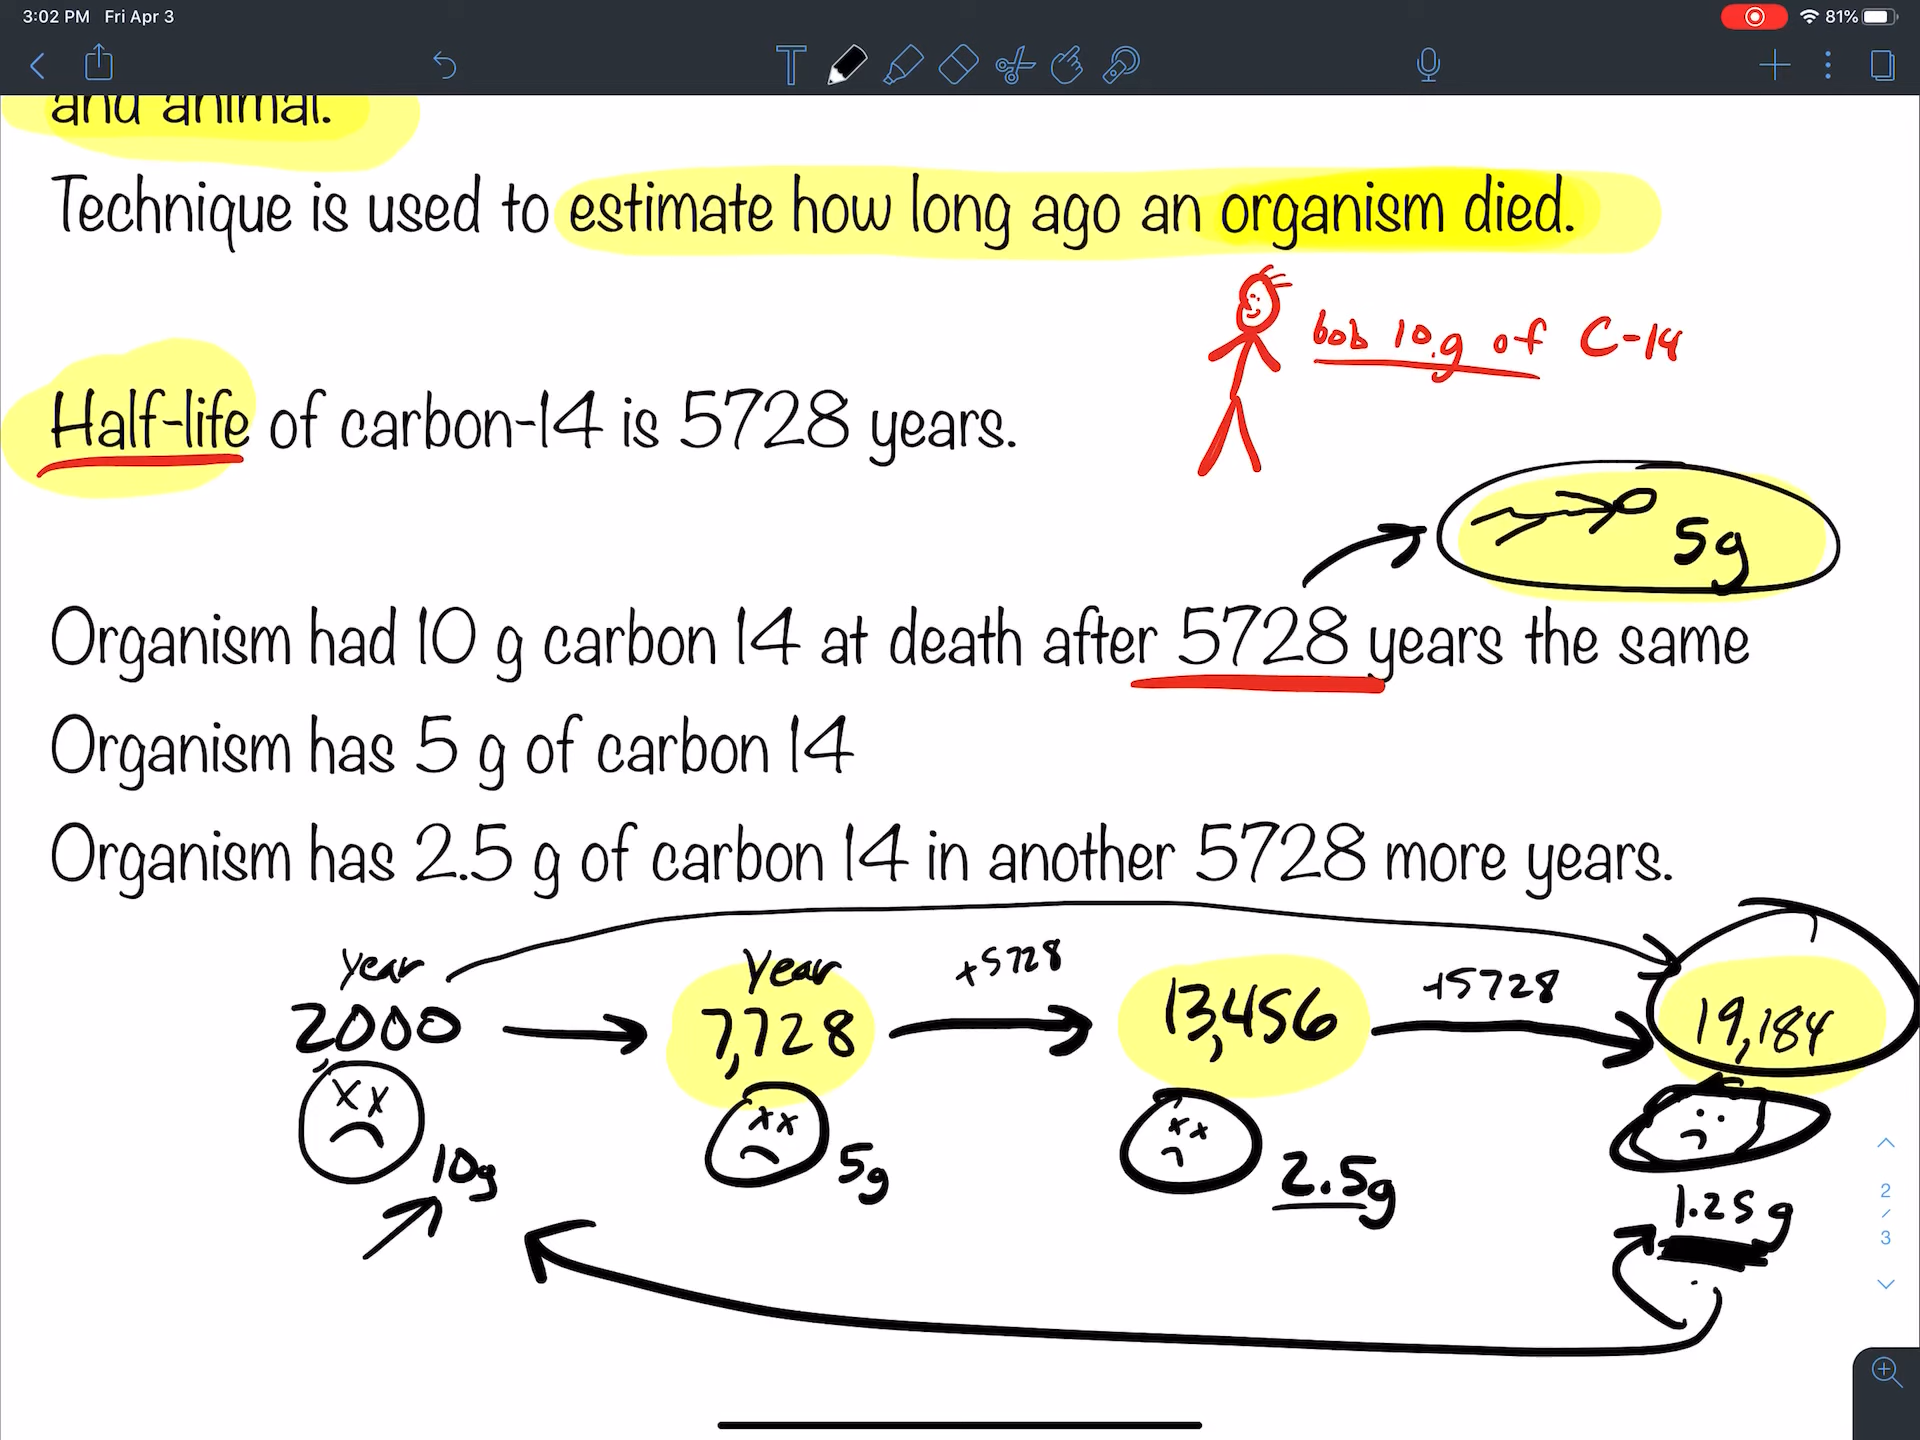 3:02 PM Fri Apr 3
81%
and animal.
Technique is used to estimate how long ago an organism died.
bob 10g of C-14
Half-life of carbon-14 is 5728 years.
5g
Organism had 10 g carbon 14 at death after 5728 years the same
Organism has 5 g of carbon 14
Organism has 2.5 g of carbon 14 in another 5728 more years.
year Year +5728 +5728
2,000 7,728 13,456 19,184
10g 5g 2.5g 1.25g
2
/
3